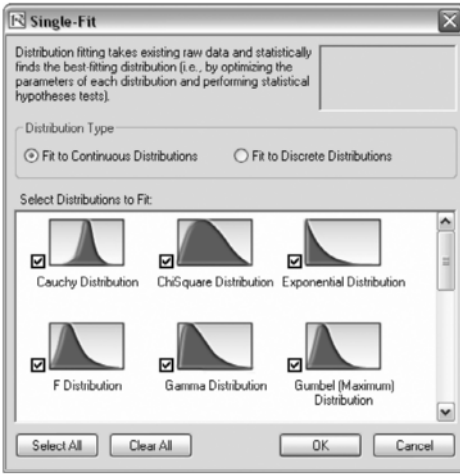 Single-Fit
Distribution fitting takes existing raw data and statistically
finds the best-fitting distribution (i.e., by optimizing the
parameters of each distribution and performing statistical
hypotheses tests).
Distribution Type
Fit to Continuous Distributions
Fit to Discrete Distributions
Select Distributions to Fit:
Cauchy Distribution
ChiSquare Distribution
Exponential Distribution
F Distribution
Gamma Distribution
Gumbel (Maximum)
Distribution
Select All
Clear All
OK
Cancel